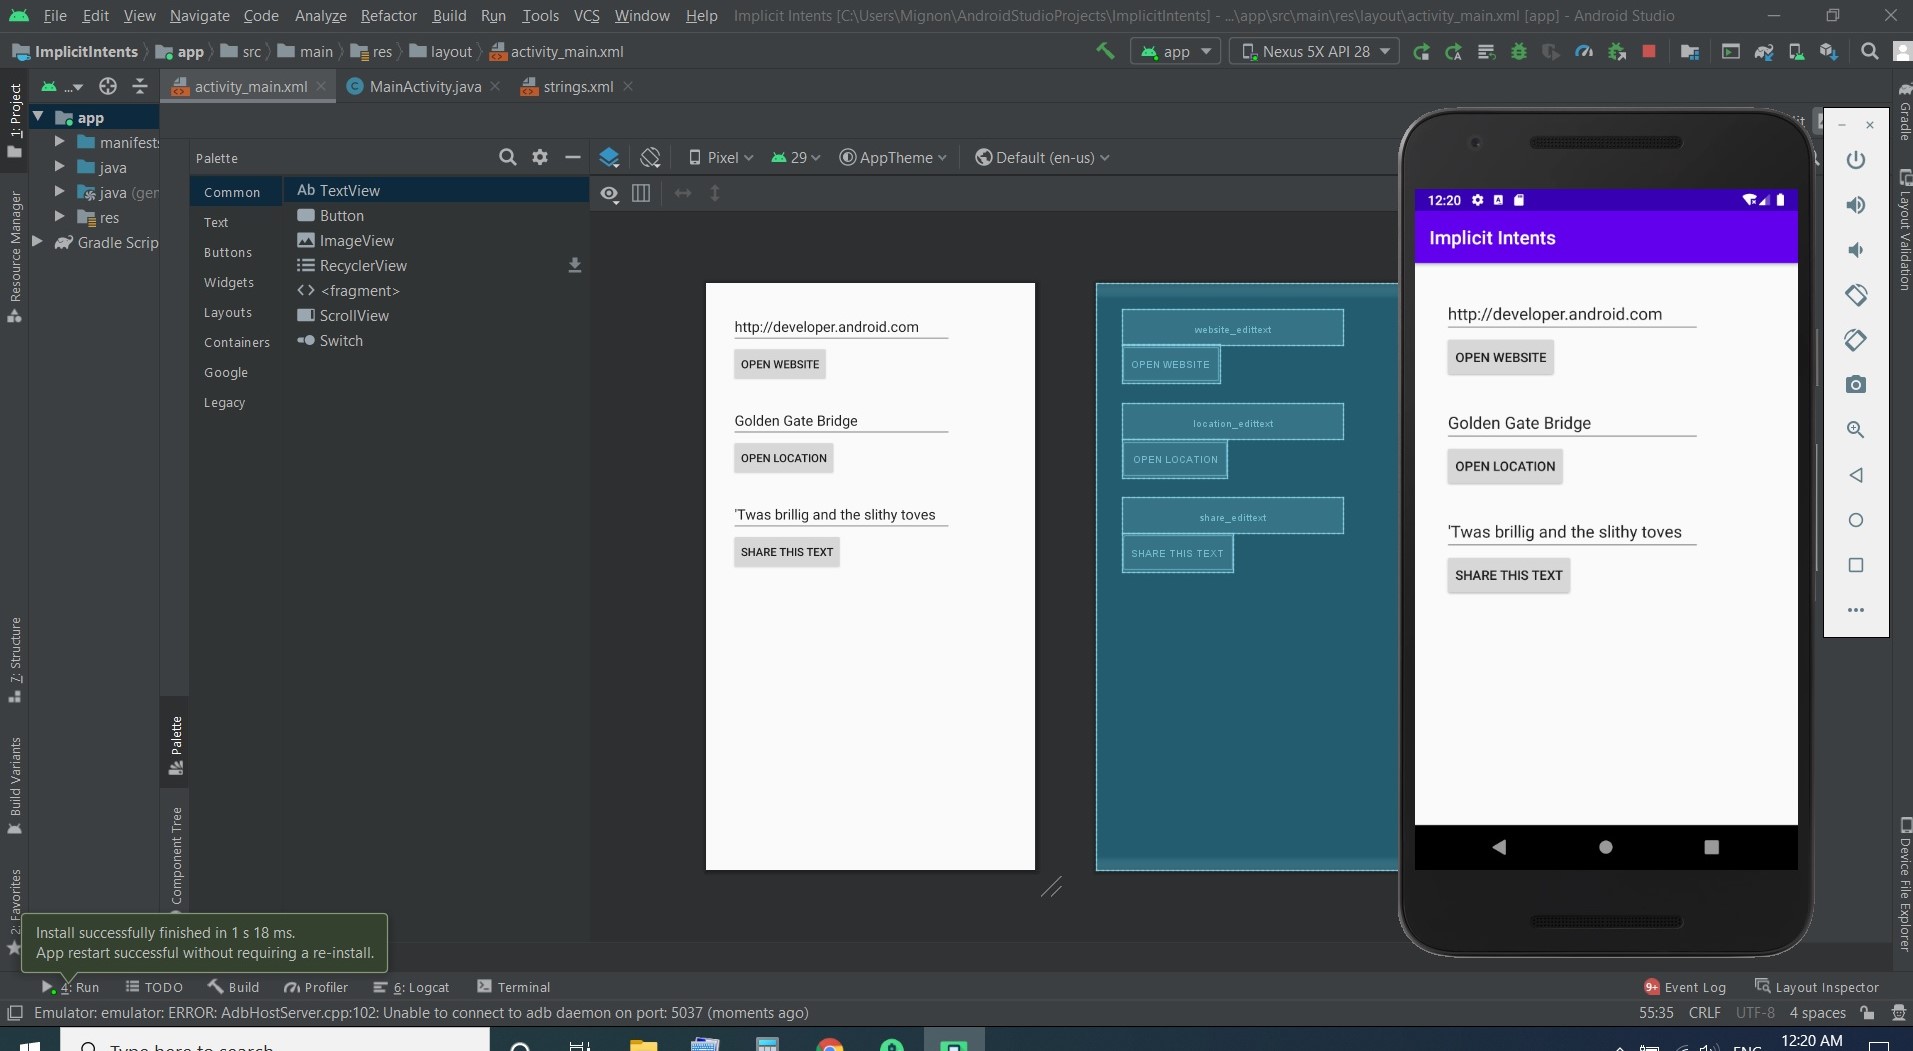 File Edit View Navigate Code Analyze Refactor Build Run Tools VCS Window Help Implicit Intents [C:\Users\Mignon\AndroidStudioProjects\ImplicitIntents] - ...\app\src\main\res\layout\activity_main.xml [app] - Android Studio
ImplicitIntents app src main res layout activity_main.xml app Nexus 5X API 28
... activity_main.xml MainActivity.java strings.xml
1: Project
Resource Manager
7: Structure
Build Variants
2: Favorites
app
manifests
java
java (gen
res
Gradle Scrip
Palette
Component Tree
Palette
Common
Text
Buttons
Widgets
Layouts
Containers
Google
Legacy
Ab TextView
Button
ImageView
RecyclerView
<fragment>
ScrollView
Switch
Pixel 29 AppTheme Default (en-us)
http://developer.android.com
OPEN WEBSITE
Golden Gate Bridge
OPEN LOCATION
'Twas brillig and the slithy toves
SHARE THIS TEXT
website_edittext
OPEN WEBSITE
location_edittext
OPEN LOCATION
share_edittext
SHARE THIS TEXT
12:20
Implicit Intents
http://developer.android.com
OPEN WEBSITE
Golden Gate Bridge
OPEN LOCATION
'Twas brillig and the slithy toves
SHARE THIS TEXT
Gradle
Layout Validation
Device File Explorer
Install successfully finished in 1 s 18 ms.
App restart successful without requiring a re-install.
4: Run TODO Build Profiler 6: Logcat Terminal 9+ Event Log Layout Inspector
Emulator: emulator: ERROR: AdbHostServer.cpp:102: Unable to connect to adb daemon on port: 5037 (moments ago) 55:35 CRLF UTF-8 4 spaces
Type here to search ENG 12:20 AM